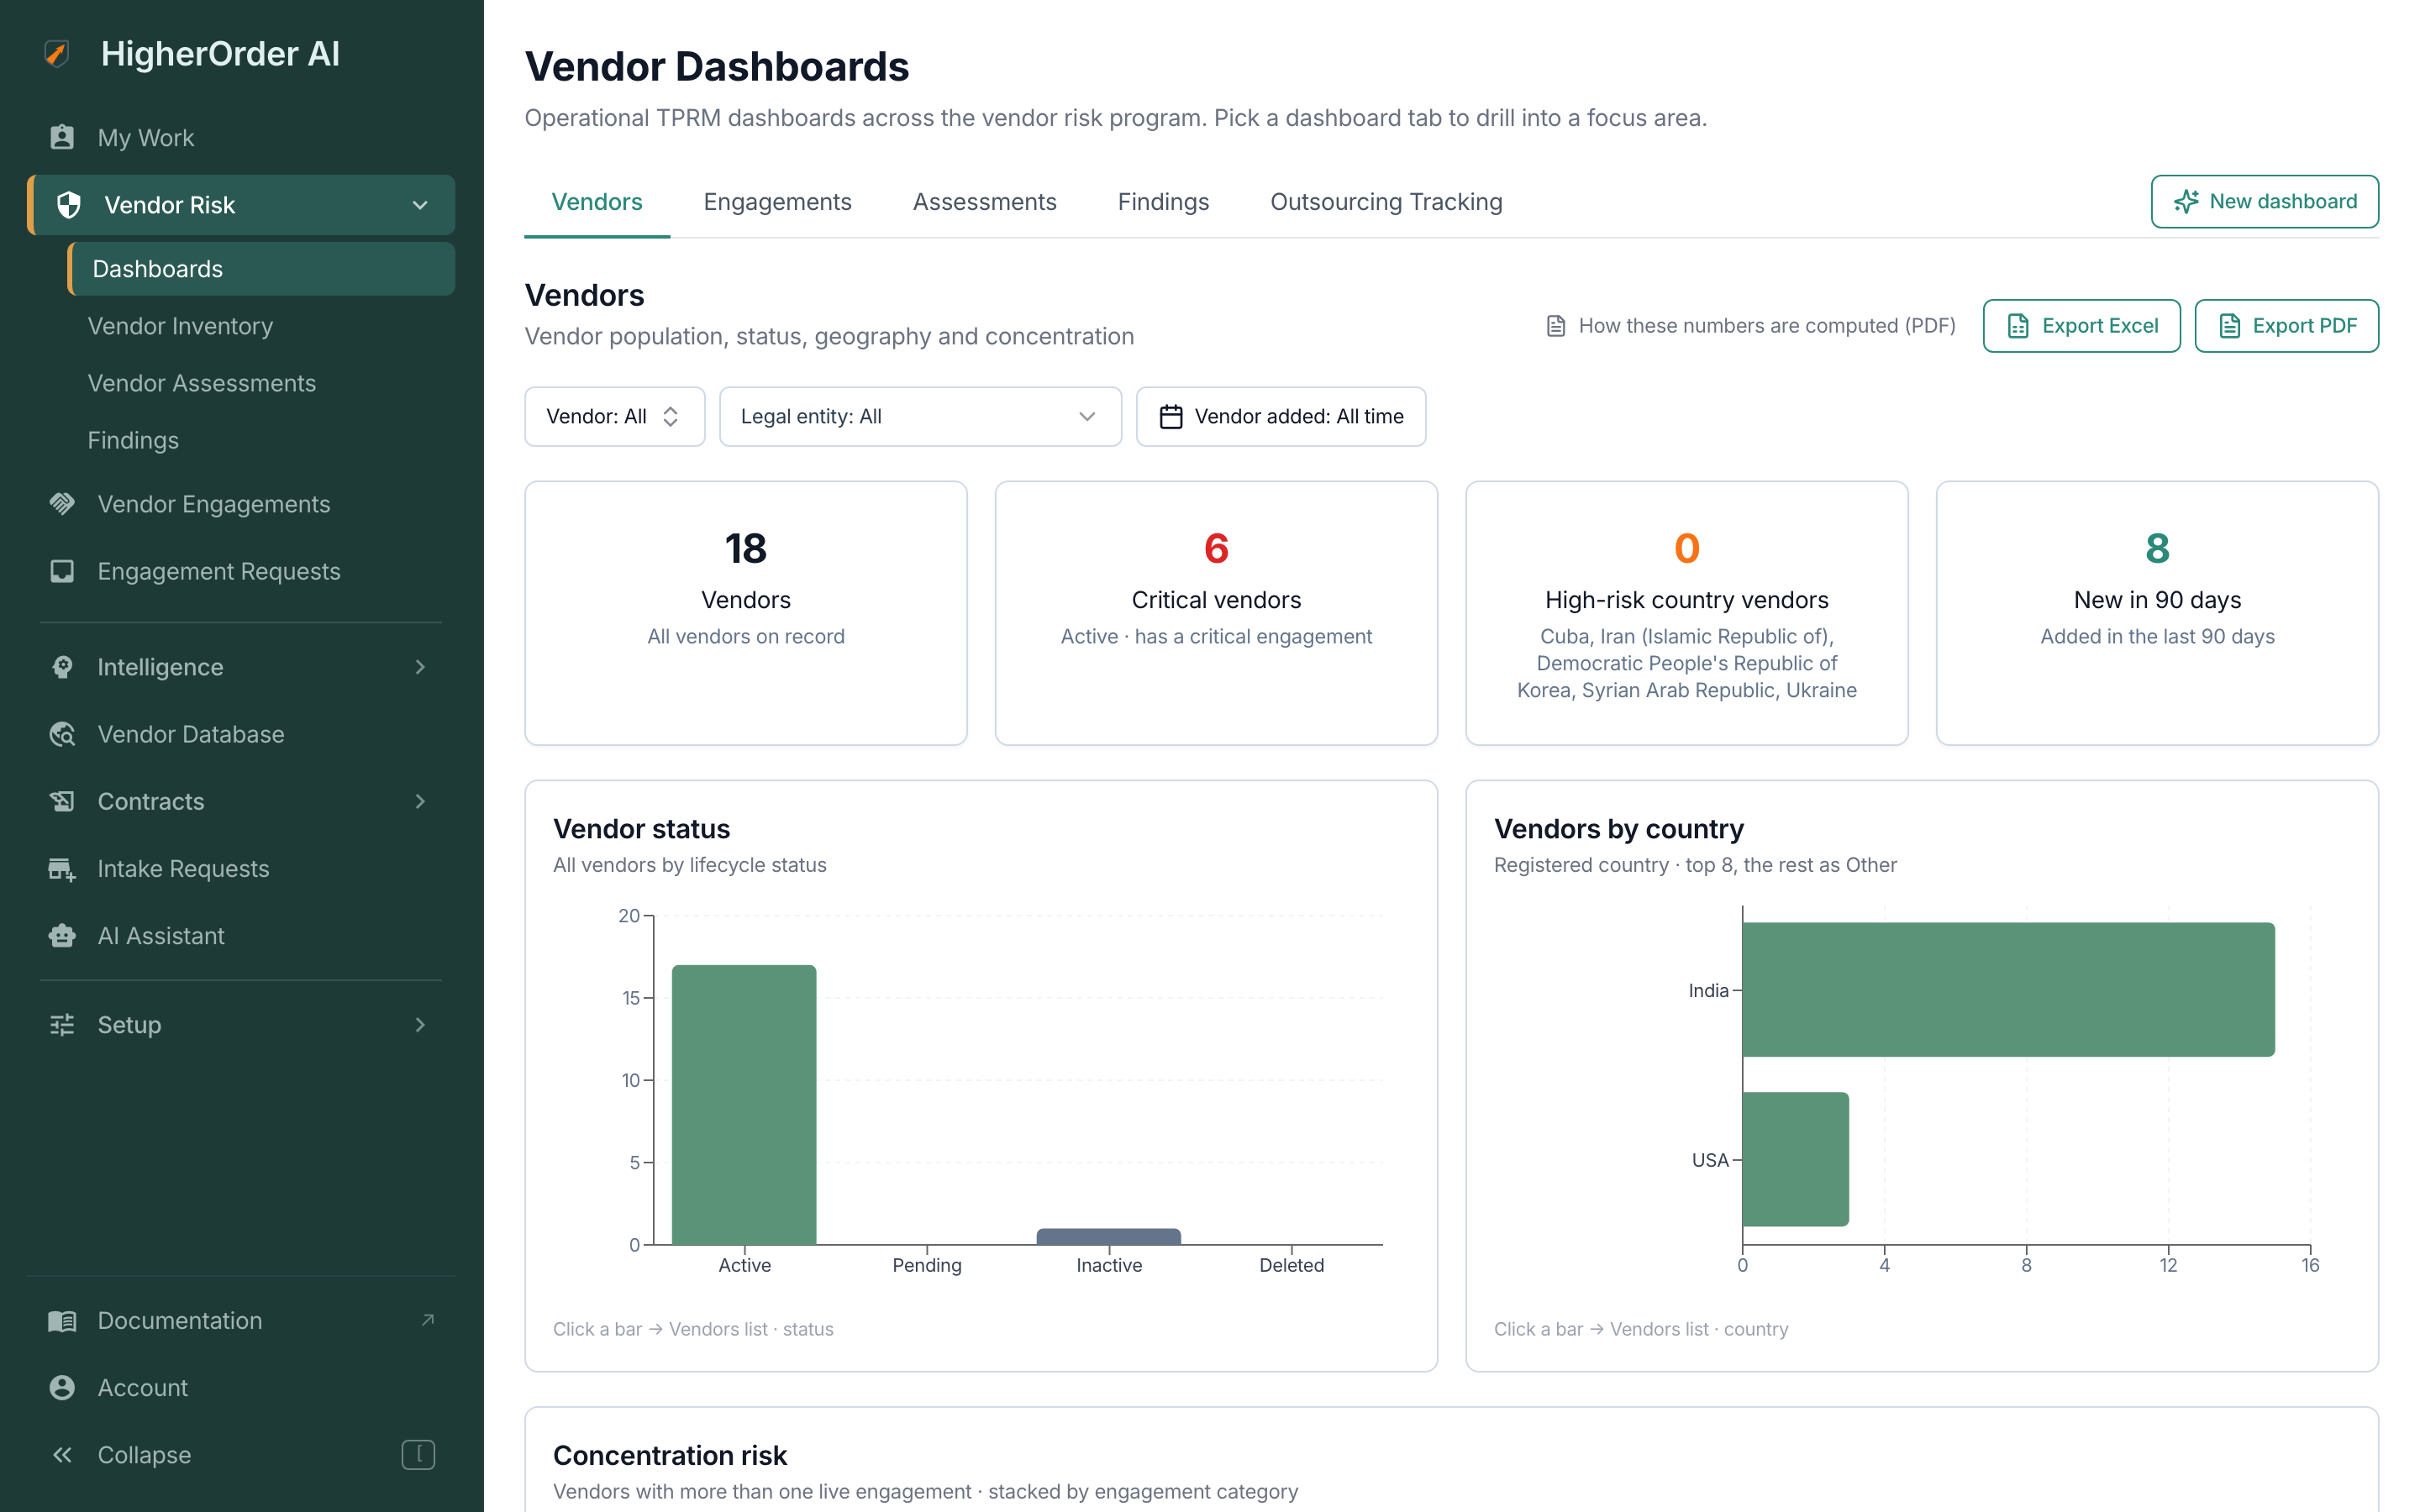 HigherOrder AI
My Work
Vendor Risk
Dashboards
Vendor Inventory
Vendor Assessments
Findings
Vendor Engagements
Engagement Requests
Intelligence
Vendor Database
Contracts
Intake Requests
AI Assistant
Setup
Documentation
Account
Collapse
[
Vendor Dashboards
Operational TPRM dashboards across the vendor risk program. Pick a dashboard tab to drill into a focus area.
Vendors
Engagements
Assessments
Findings
Outsourcing Tracking
New dashboard
Vendors
Vendor population, status, geography and concentration
How these numbers are computed (PDF)
Export Excel
Export PDF
Vendor: All
Legal entity: All
Vendor added: All time
18
Vendors
All vendors on record
6
Critical vendors
Active · has a critical engagement
0
High-risk country vendors
Cuba, Iran (Islamic Republic of),
Democratic People's Republic of
Korea, Syrian Arab Republic, Ukraine
8
New in 90 days
Added in the last 90 days
Vendor status
All vendors by lifecycle status
20
15
10
5
0
Active
Pending
Inactive
Deleted
Click a bar → Vendors list · status
Vendors by country
Registered country · top 8, the rest as Other
India
USA
0
4
8
12
16
Click a bar → Vendors list · country
Concentration risk
Vendors with more than one live engagement · stacked by engagement category